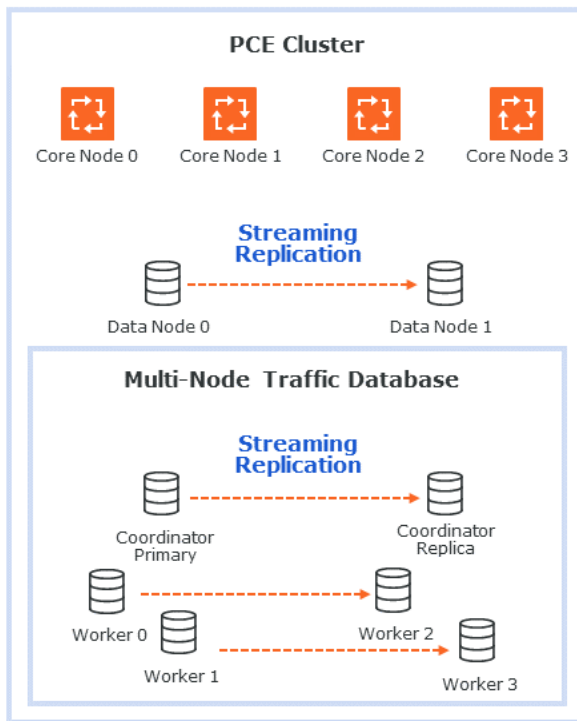 PCE Cluster
Core Node 0
Core Node 1
Core Node 2
Core Node 3
Streaming
Replication
Data Node 0
Data Node 1
Multi-Node Traffic Database
Streaming
Replication
Coordinator
Primary
Coordinator
Replica
Worker 0
Worker 2
Worker 1
Worker 3